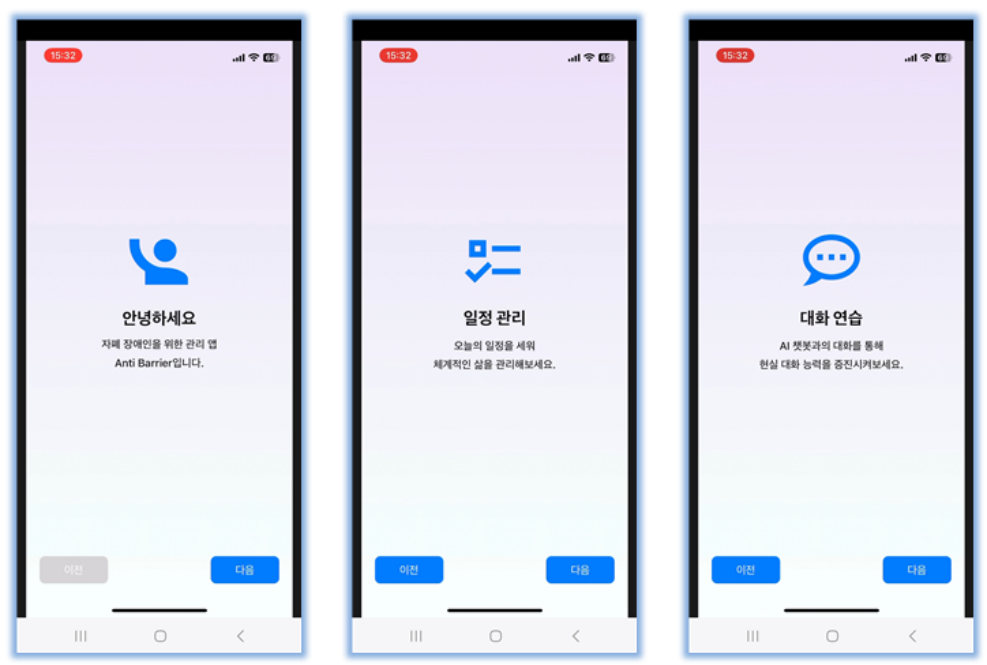 15:32
69
안녕하세요
자폐 장애인을 위한 관리 앱
Anti Barrier입니다.
이전
다음
15:32
69
일정 관리
오늘의 일정을 세워
체계적인 삶을 관리해보세요.
이전
다음
15:32
69
대화 연습
AI 챗봇과의 대화를 통해
현실 대화 능력을 증진시켜보세요.
이전
다음